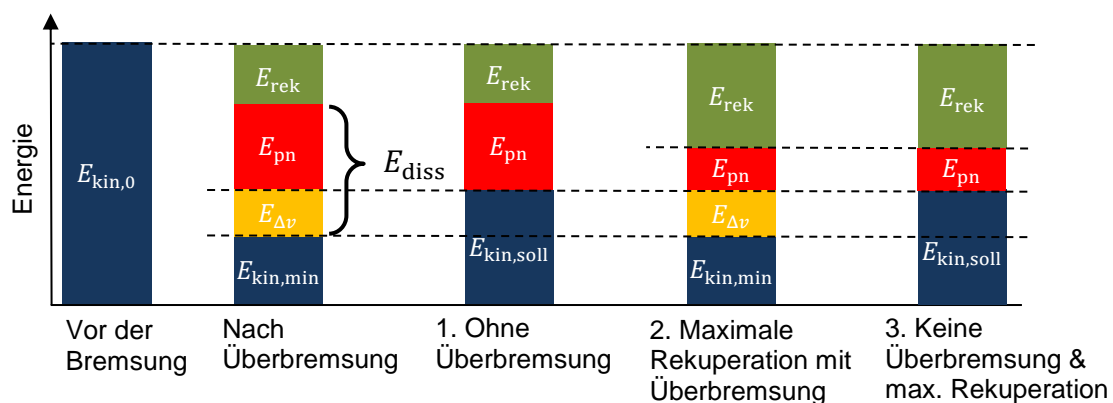 Energie
E_kin,0
E_rek
E_pn
E_Δv
E_kin,min
E_diss
E_rek
E_pn
E_kin,soll
E_rek
E_pn
E_Δv
E_kin,min
E_rek
E_pn
E_kin,soll
Vor der
Bremsung
Nach
Überbremsung
1. Ohne
Überbremsung
2. Maximale
Rekuperation mit
Überbremsung
3. Keine
Überbremsung &
max. Rekuperation